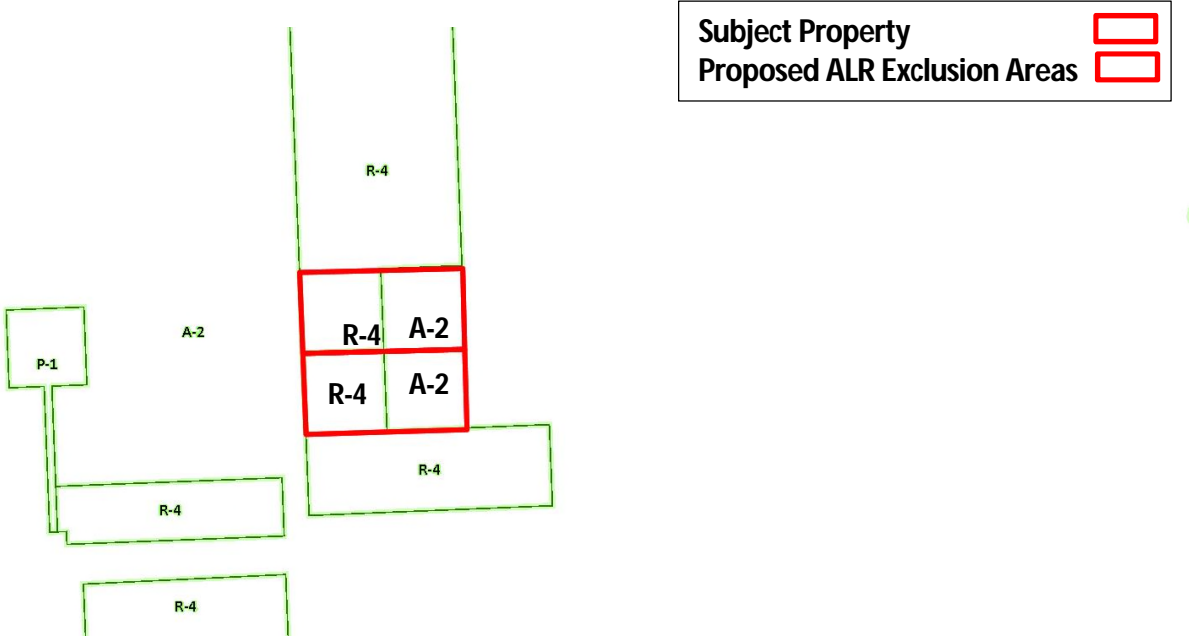 Subject Property
Proposed ALR Exclusion Areas
R-4
A-2
R-4
A-2
P-1
R-4
A-2
R-4
R-4
R-4